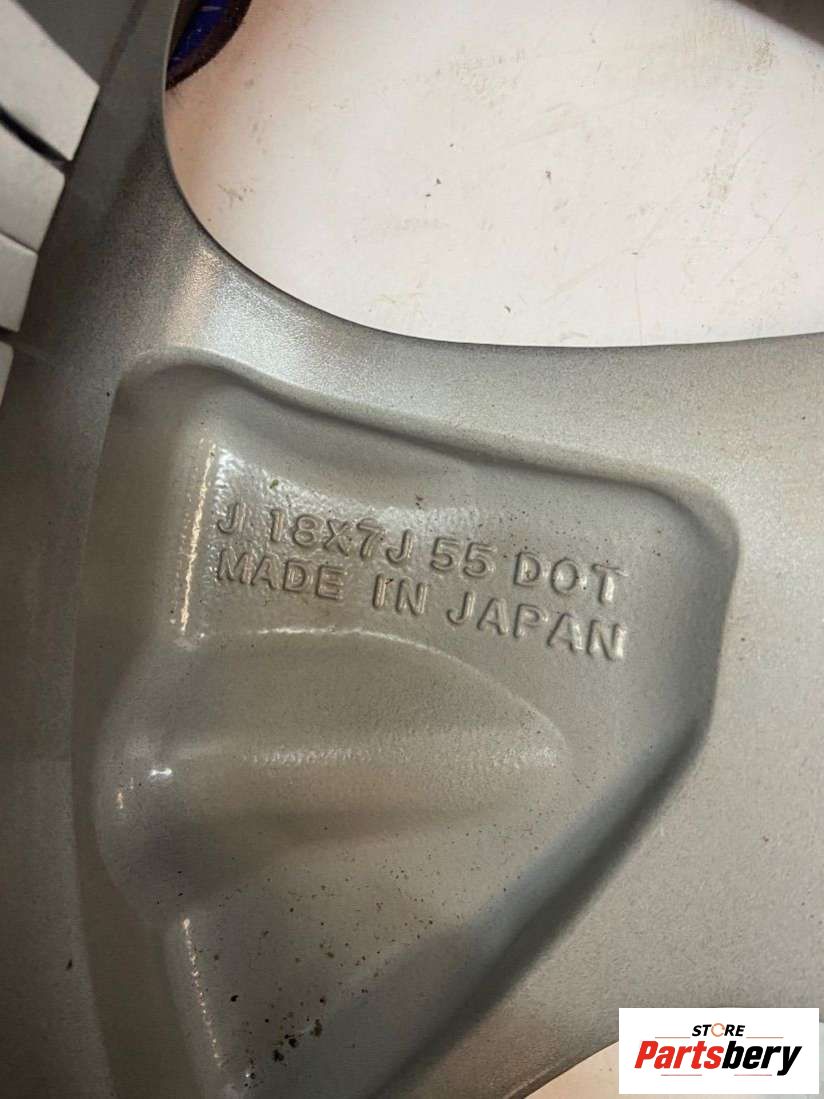 J 18X7J 55 DOT
MADE IN JAPAN
STORE
Partsbery